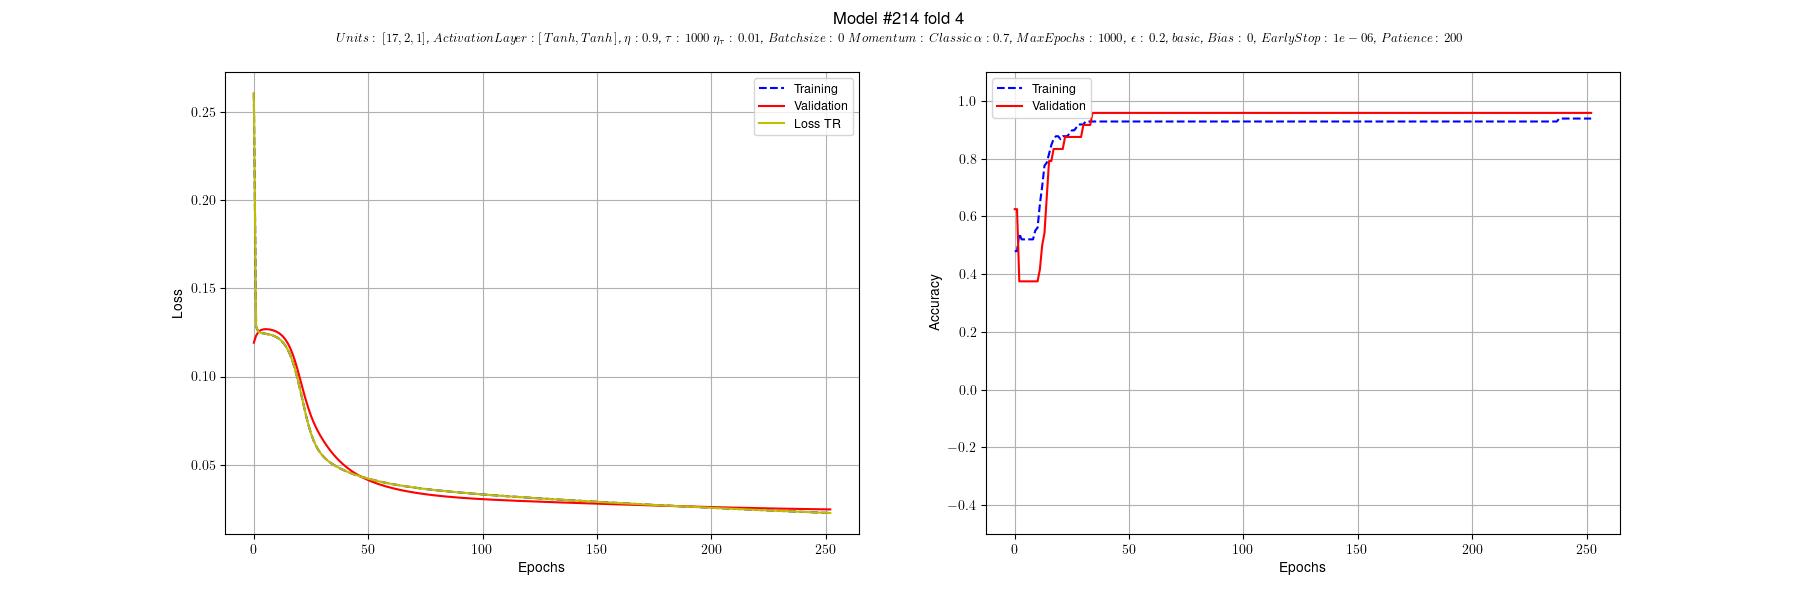 Model #214 fold 4
Units : [17, 2, 1], ActivationLayer : [Tanh, Tanh], η : 0.9, τ : 1000 ητ : 0.01, Batchsize : 0 Momentum : Classic α : 0.7, MaxEpochs : 1000, ϵ : 0.2, basic, Bias : 0, EarlyStop : 1e − 06, Patience : 200
Loss
0.25
0.20
0.15
0.10
0.05
Training
Validation
Loss TR
0 50 100 150 200 250
Epochs
Accuracy
1.0
0.8
0.6
0.4
0.2
0.0
−0.2
−0.4
Training
Validation
0 50 100 150 200 250
Epochs